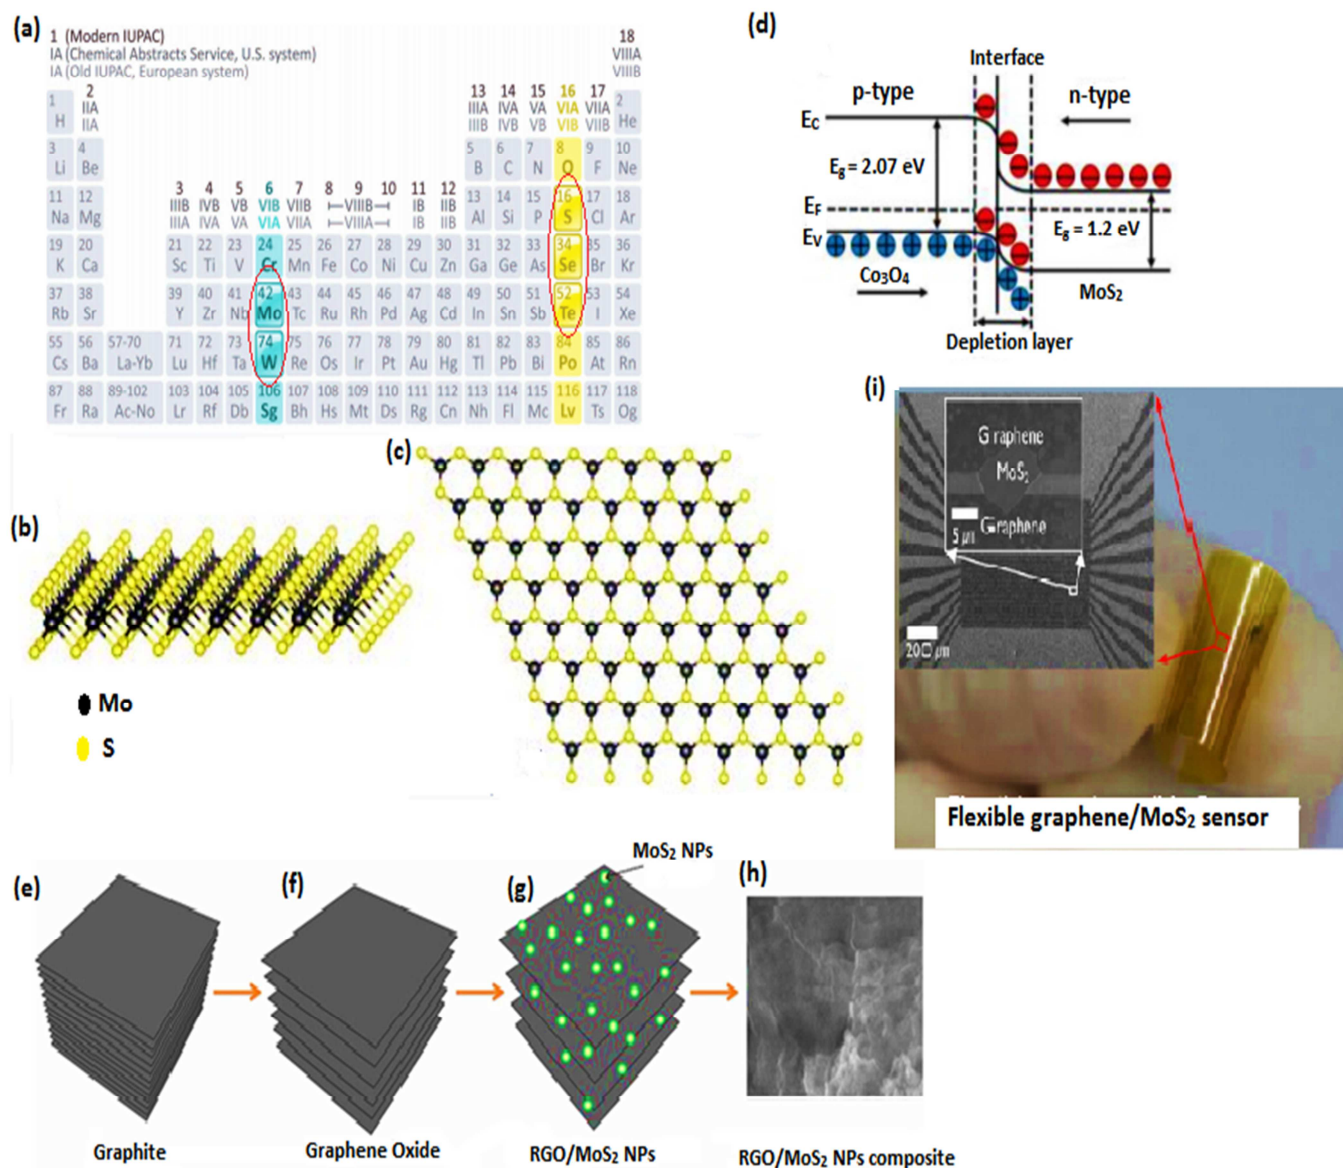 (a)
1 (Modern IUPAC)
IA (Chemical Abstracts Service, U.S. system)
IA (Old IUPAC, European system)
18
VIIIA
VIIIB
2
IIA
IIA
13 14 15 16 17
IIIA IVA VA VIA VIIA
IIIB IVB VB VIB VIIB
1 2
H He
3 4 5 6 7 8 9 10
Li Be B C N O F Ne
3 4 5 6 7 8 9 10 11 12
IIIB IVB VB VIB VIIB VIIIB IB IIB
IIIA IVA VA VIA VIIA VIIIA IB IIB
11 12 13 14 15 16 17 18
Na Mg Al Si P S Cl Ar
19 20 21 22 23 24 25 26 27 28 29 30 31 32 33 34 35 36
K Ca Sc Ti V Cr Mn Fe Co Ni Cu Zn Ga Ge As Se Br Kr
37 38 39 40 41 42 43 44 45 46 47 48 49 50 51 52 53 54
Rb Sr Y Zr Nb Mo Tc Ru Rh Pd Ag Cd In Sn Sb Te I Xe
55 56 57-70 71 72 73 74 75 76 77 78 79 80 81 82 83 84 85 86
Cs Ba La-Yb Lu Hf Ta W Re Os Ir Pt Au Hg Tl Pb Bi Po At Rn
87 88 89-102 103 104 105 106 107 108 109 110 111 112 113 114 115 116 117 118
Fr Ra Ac-No Lr Rf Db Sg Bh Hs Mt Ds Rg Cn Nh Fl Mc Lv Ts Og
(d)
Interface
p-type n-type
EC
Eg = 2.07 eV
EF
EV
Eg = 1.2 eV
Co3O4
MoS2
Depletion layer
(b)
Mo
S
(c)
(i)
Graphene
MoS2
Graphene
5 μm
Flexible graphene/MoS2 sensor
(e)
Graphite
(f)
Graphene Oxide
(g)
MoS2 NPs
RGO/MoS2 NPs
(h)
RGO/MoS2 NPs composite